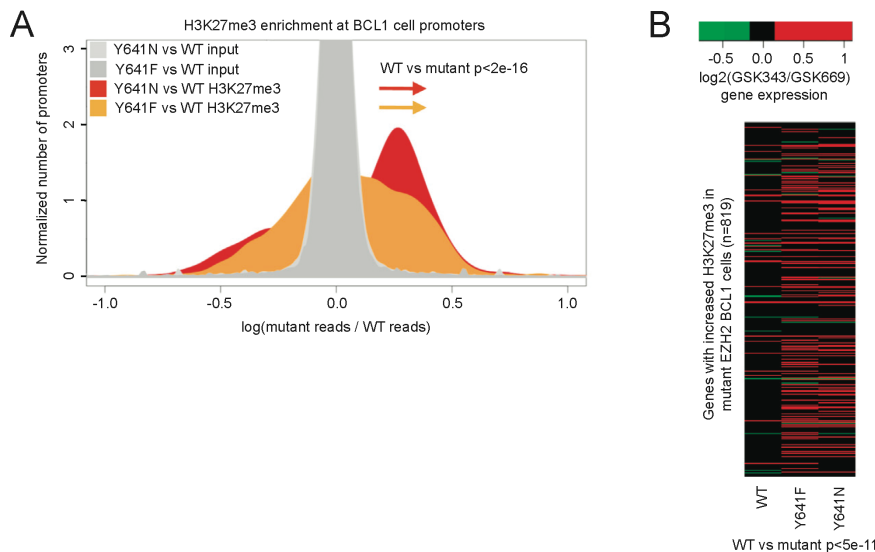 A
H3K27me3 enrichment at BCL1 cell promoters
Normalized number of promoters
3
2
1
0
Y641N vs WT input
Y641F vs WT input
Y641N vs WT H3K27me3
Y641F vs WT H3K27me3
WT vs mutant p<2e-16
-1.0
-0.5
0.0
0.5
1.0
log(mutant reads / WT reads)
B
-0.5
0.0
0.5
1
log2(GSK343/GSK669)
gene expression
Genes with increased H3K27me3 in
mutant EZH2 BCL1 cells (n=819)
WT
Y641F
Y641N
WT vs mutant p<5e-11